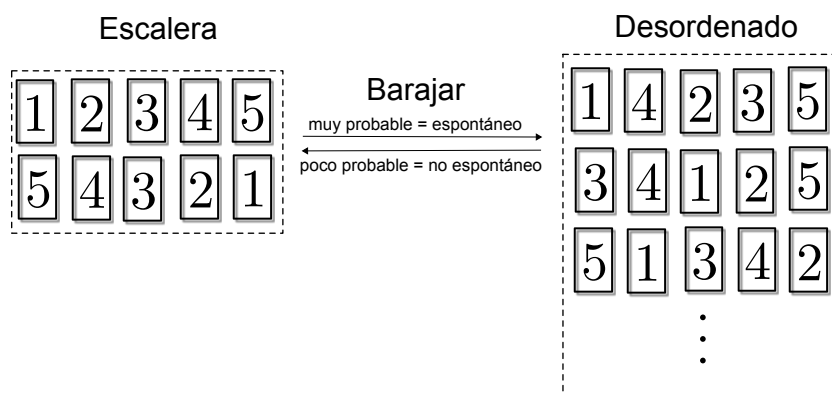 Escalera
1 2 3 4 5
5 4 3 2 1
Barajar
muy probable = espontáneo
poco probable = no espontáneo
Desordenado
1 4 2 3 5
3 4 1 2 5
5 1 3 4 2